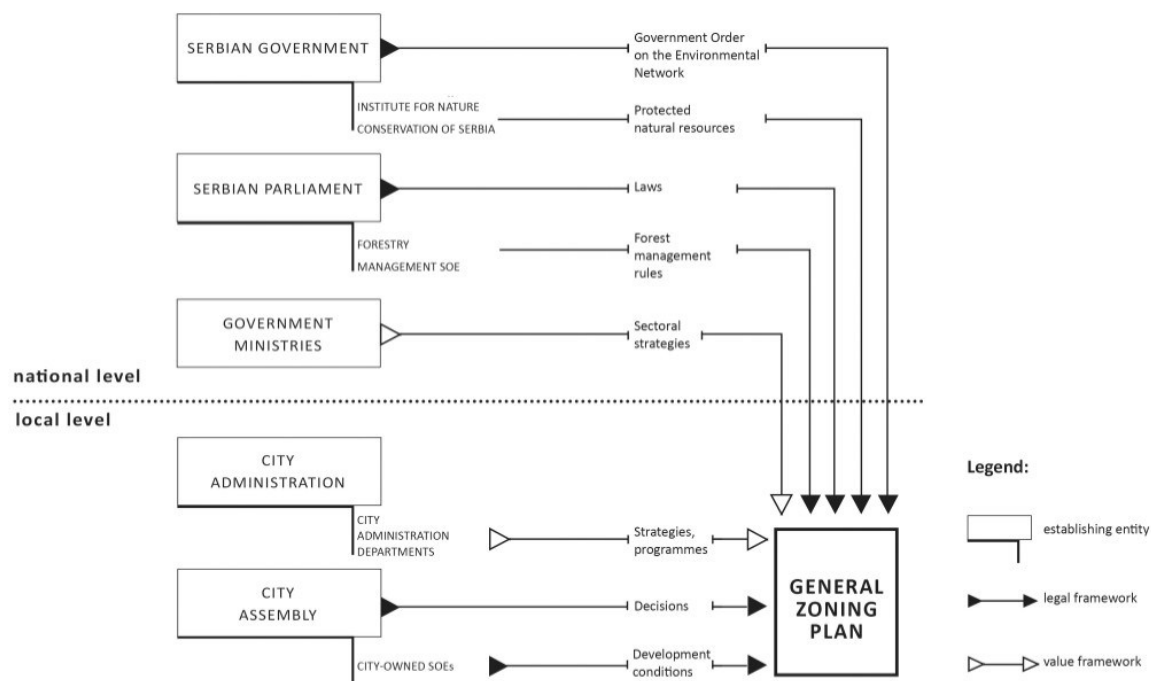 SERBIAN GOVERNMENT
Government Order
on the Environmental
Network
INSTITUTE FOR NATURE
CONSERVATION OF SERBIA
Protected
natural resources
SERBIAN PARLIAMENT
Laws
FORESTRY
MANAGEMENT SOE
Forest
management
rules
GOVERNMENT
MINISTRIES
Sectoral
strategies
national level
local level
CITY
ADMINISTRATION
CITY
ADMINISTRATION
DEPARTMENTS
Strategies,
programmes
CITY
ASSEMBLY
Decisions
CITY-OWNED SOEs
Development
conditions
GENERAL
ZONING
PLAN
Legend:
establishing entity
legal framework
value framework